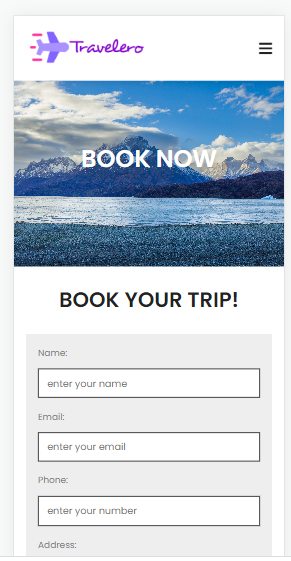 Travelero
BOOK NOW
BOOK YOUR TRIP!
Name:
enter your name
Email:
enter your email
Phone:
enter your number
Address: